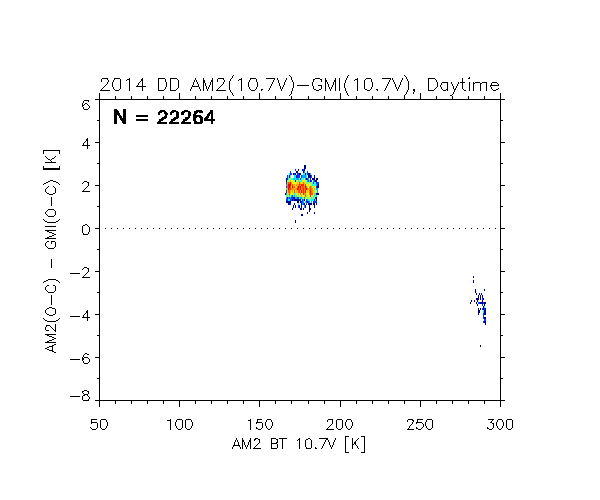 2014 DD AM2(10.7V)−GMI(10.7V), Daytime
N = 22264
6
4
2
0
−2
−4
−6
−8
AM2(O−C) − GMI(O−C) [K]
50 100 150 200 250 300
AM2 BT 10.7V [K]